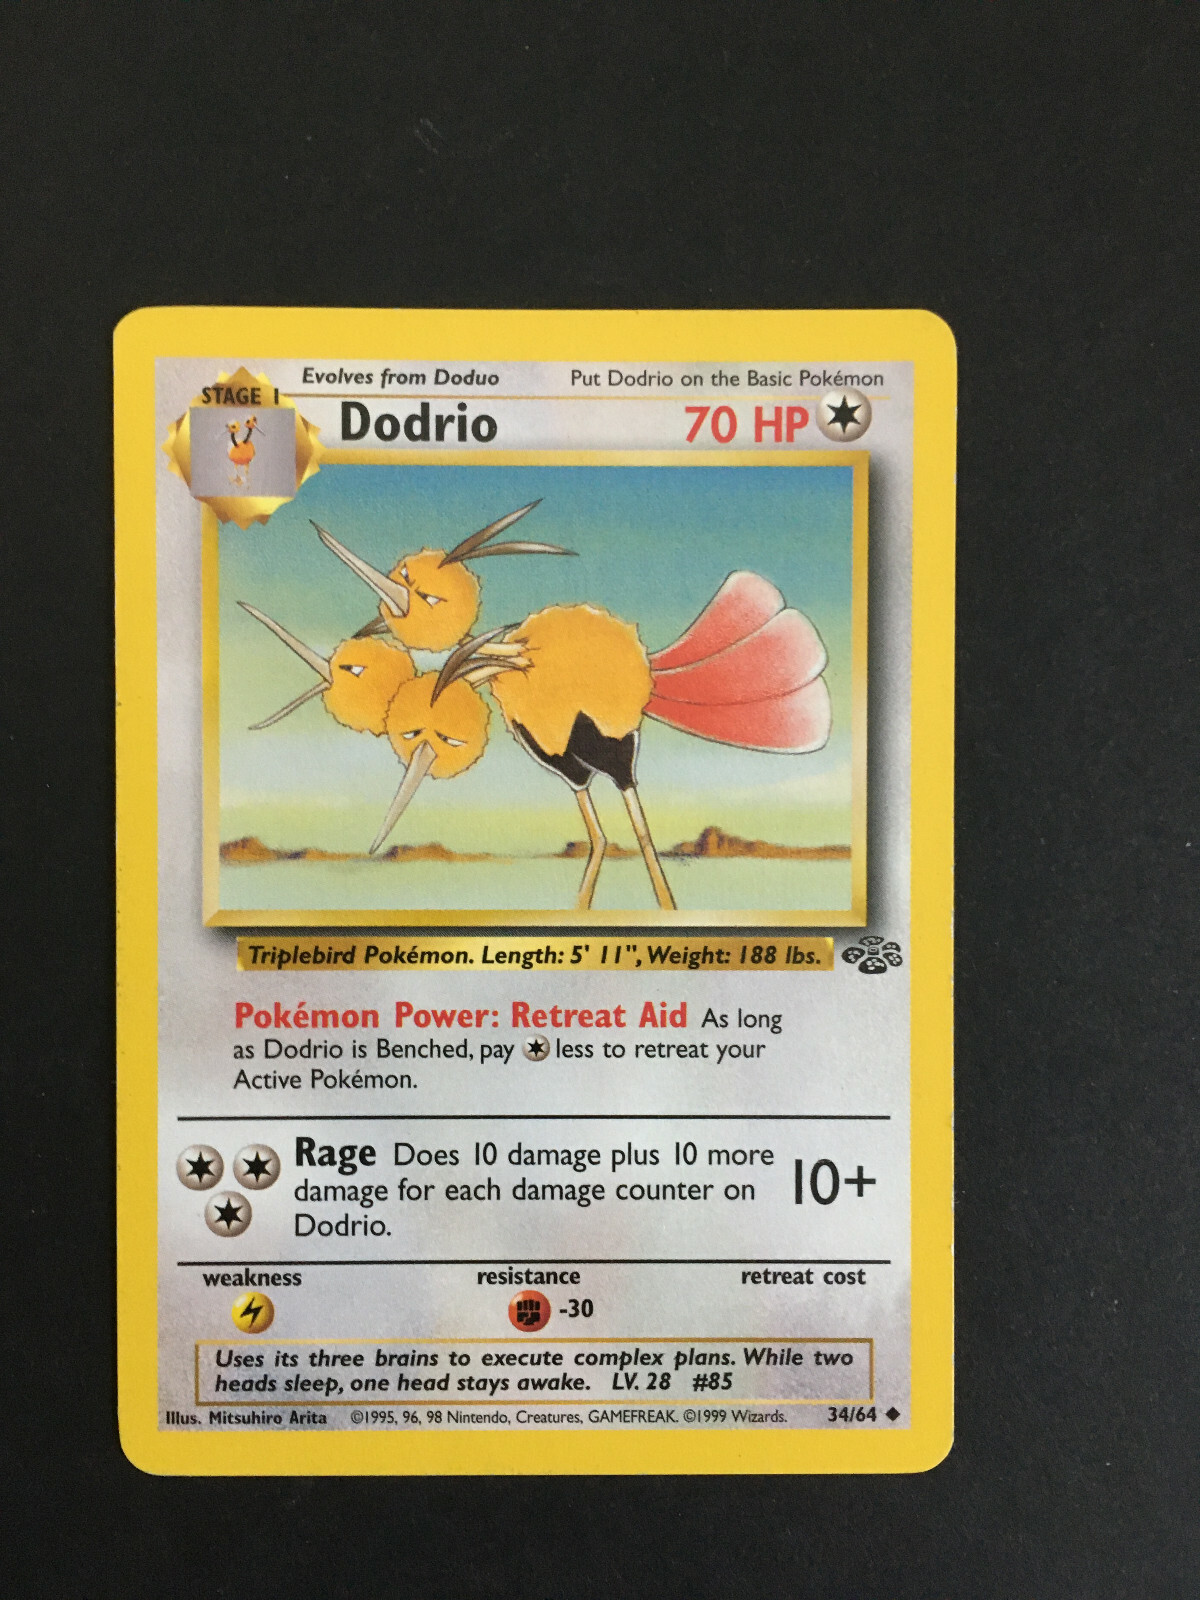 Evolves from Doduo Put Dodrio on the Basic Pokémon
STAGE 1
Dodrio 70 HP
Triplebird Pokémon. Length: 5' 11", Weight: 188 lbs.
Pokémon Power: Retreat Aid As long
as Dodrio is Benched, pay less to retreat your
Active Pokémon.
Rage Does 10 damage plus 10 more
damage for each damage counter on
Dodrio.
10+
weakness resistance retreat cost
-30
Uses its three brains to execute complex plans. While two
heads sleep, one head stays awake. LV. 28 #85
Illus. Mitsuhiro Arita ©1995, 96, 98 Nintendo, Creatures, GAMEFREAK. ©1999 Wizards. 34/64